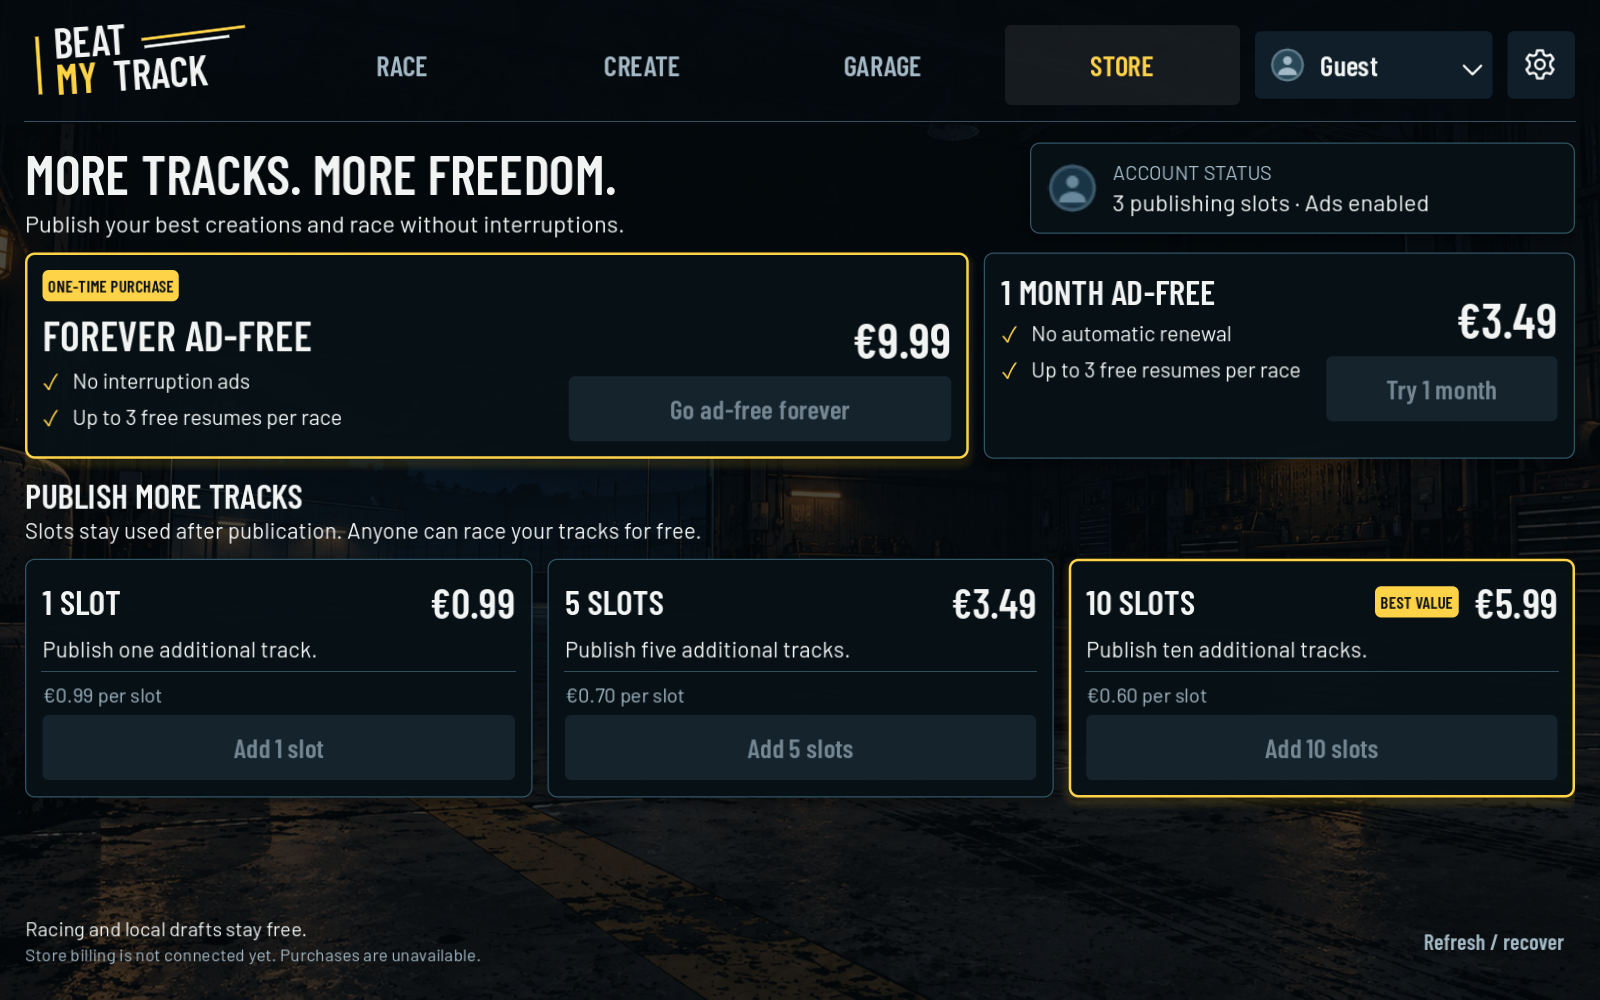 BEAT
MY TRACK
RACE
CREATE
GARAGE
STORE
Guest
MORE TRACKS. MORE FREEDOM.
Publish your best creations and race without interruptions.
ACCOUNT STATUS
3 publishing slots · Ads enabled
ONE-TIME PURCHASE
FOREVER AD-FREE
€9.99
✓ No interruption ads
✓ Up to 3 free resumes per race
Go ad-free forever
1 MONTH AD-FREE
€3.49
✓ No automatic renewal
✓ Up to 3 free resumes per race
Try 1 month
PUBLISH MORE TRACKS
Slots stay used after publication. Anyone can race your tracks for free.
1 SLOT
€0.99
Publish one additional track.
€0.99 per slot
Add 1 slot
5 SLOTS
€3.49
Publish five additional tracks.
€0.70 per slot
Add 5 slots
10 SLOTS
BEST VALUE
€5.99
Publish ten additional tracks.
€0.60 per slot
Add 10 slots
Racing and local drafts stay free.
Store billing is not connected yet. Purchases are unavailable.
Refresh / recover